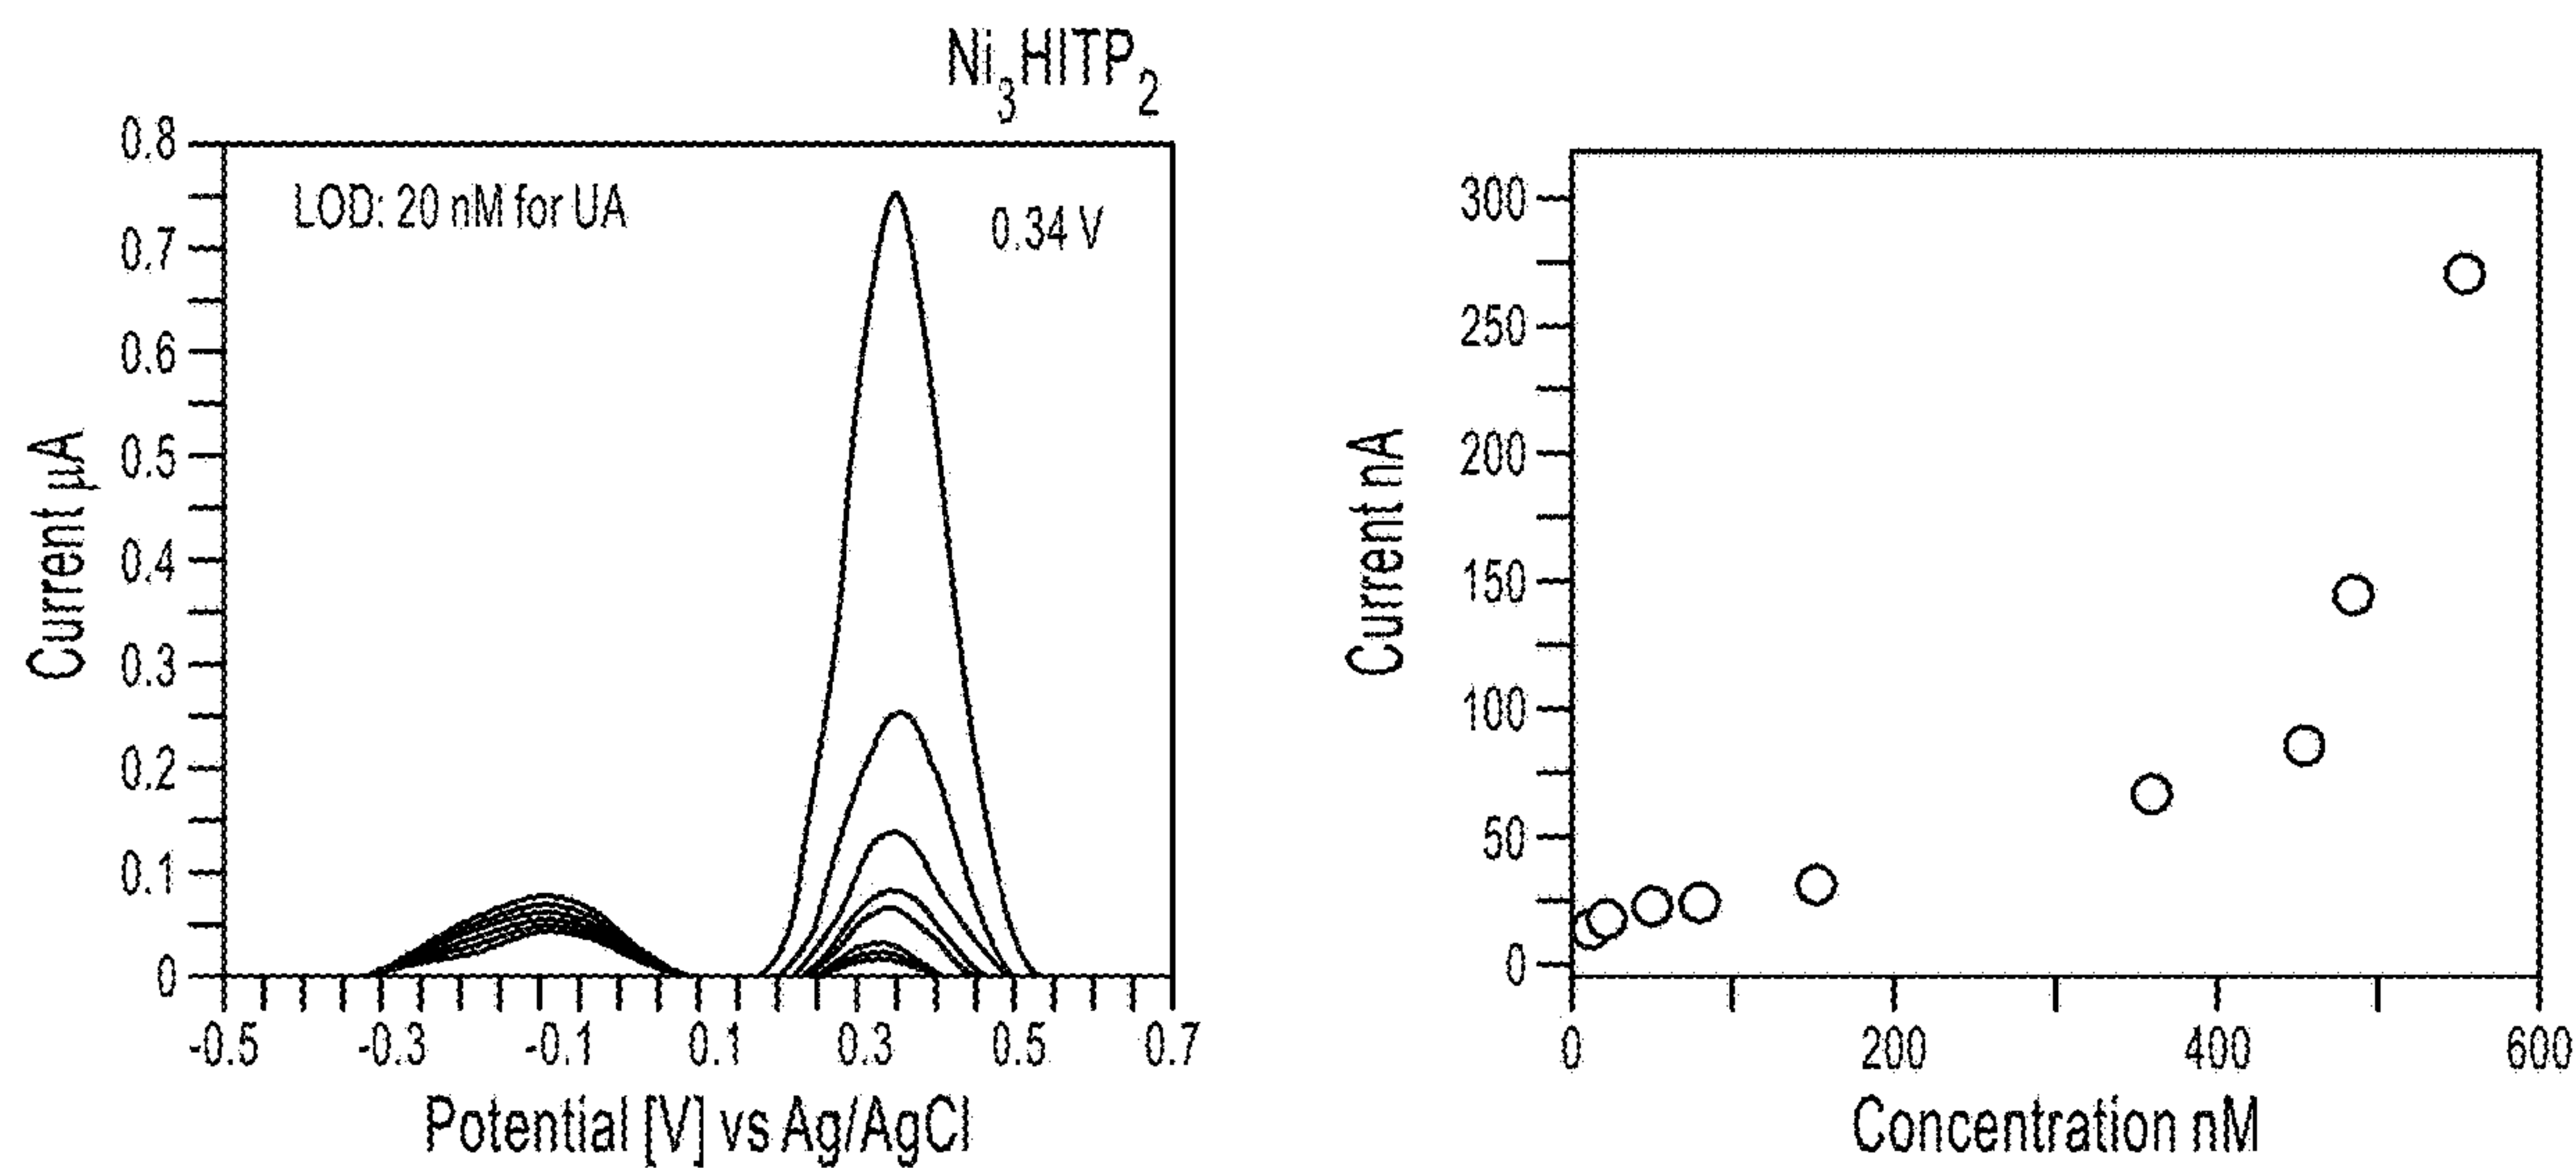 Ni3HITP2
LOD: 20 nM for UA
0.34 V
0.8
0.7
0.6
0.5
0.4
0.3
0.2
0.1
0
Current µA
-0.5 -0.3 -0.1 0.1 0.3 0.5 0.7
Potential [V] vs Ag/AgCl
300
250
200
150
100
50
0
Current nA
0 200 400 600
Concentration nM